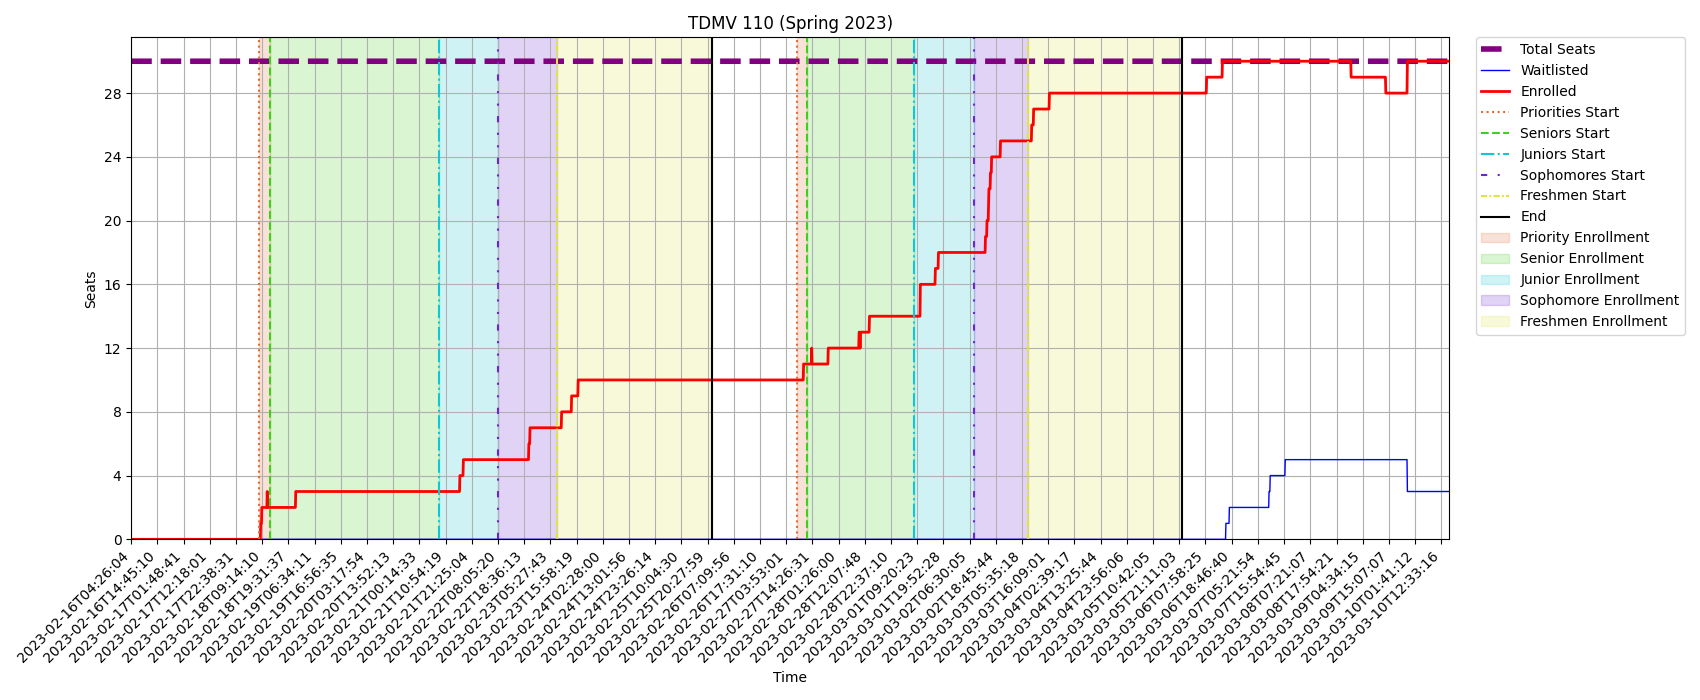 TDMV 110 (Spring 2023)
Total Seats
Waitlisted
Enrolled
Priorities Start
Seniors Start
Juniors Start
Sophomores Start
Freshmen Start
End
Priority Enrollment
Senior Enrollment
Junior Enrollment
Sophomore Enrollment
Freshmen Enrollment
Seats
28
24
20
16
12
8
4
0
2023-02-16T04:26:04
2023-02-16T14:45:10
2023-02-17T01:48:41
2023-02-17T12:18:01
2023-02-17T22:38:31
2023-02-18T09:14:10
2023-02-18T19:31:37
2023-02-19T06:34:11
2023-02-19T16:56:35
2023-02-20T03:17:54
2023-02-20T13:52:13
2023-02-21T00:14:33
2023-02-21T10:54:19
2023-02-21T21:25:04
2023-02-22T08:05:20
2023-02-22T18:36:13
2023-02-23T05:27:43
2023-02-23T15:58:19
2023-02-24T02:28:00
2023-02-24T13:01:56
2023-02-24T23:26:14
2023-02-25T10:04:30
2023-02-25T20:27:59
2023-02-26T07:09:56
2023-02-26T17:31:10
2023-02-27T03:53:01
2023-02-27T14:26:31
2023-02-28T01:26:00
2023-02-28T12:07:48
2023-02-28T22:37:10
2023-03-01T09:20:23
2023-03-01T19:52:28
2023-03-02T06:30:05
2023-03-02T18:45:44
2023-03-03T05:35:18
2023-03-03T16:09:01
2023-03-04T02:39:17
2023-03-04T13:25:44
2023-03-04T23:56:06
2023-03-05T10:42:05
2023-03-05T21:11:03
2023-03-06T07:58:25
2023-03-06T18:46:40
2023-03-07T05:21:54
2023-03-07T15:54:45
2023-03-08T07:21:07
2023-03-08T17:54:21
2023-03-09T04:34:15
2023-03-09T15:07:07
2023-03-10T01:41:12
2023-03-10T12:33:16
Time